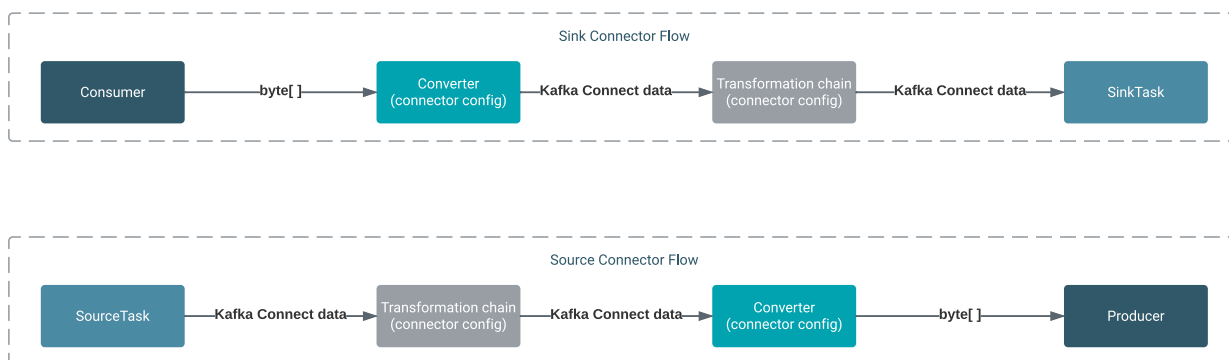 Sink Connector Flow
Consumer
byte[ ]
Converter
(connector config)
Kafka Connect data
Transformation chain
(connector config)
Kafka Connect data
SinkTask
Source Connector Flow
SourceTask
Kafka Connect data
Transformation chain
(connector config)
Kafka Connect data
Converter
(connector config)
byte[ ]
Producer